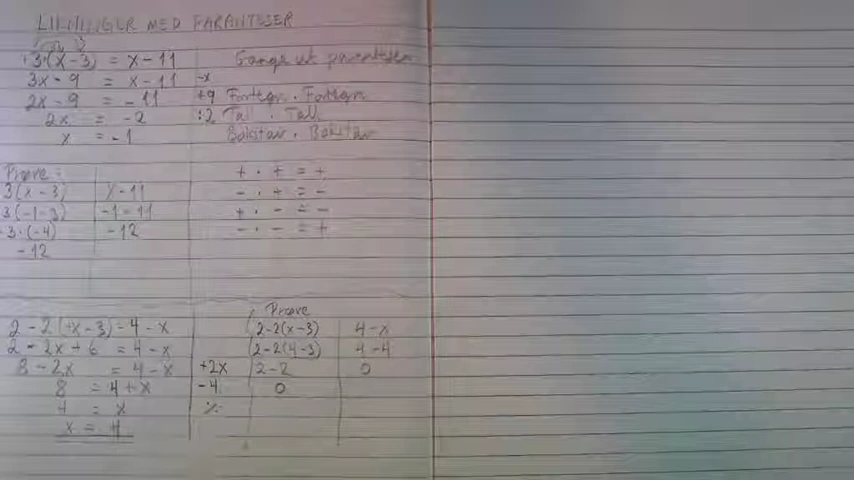 LIKNINGER MED PARANTESER
+3·(x-3) = x-11 Gange ut parantesen
3x-9 = x-11 -x
2x-9 = -11 +9 Fortegn · Fortegn
2x = -2 :2 Tall · Tall
x = -1 Bokstav · Bokstav
Prøve:
3(x-3) x-11
3(-1-3) -1-11
3·(-4) -12
-12
+ · + = +
- · + = -
+ · - = -
- · - = +
2-2(+x-3)=4-x
2-2x+6 = 4-x
8-2x = 4-x +2x
8 = 4+x -4
4 = x
x = 4
Prøve
2-2(x-3) 4-x
2-2(4-3) 4-4
2-2 0
0